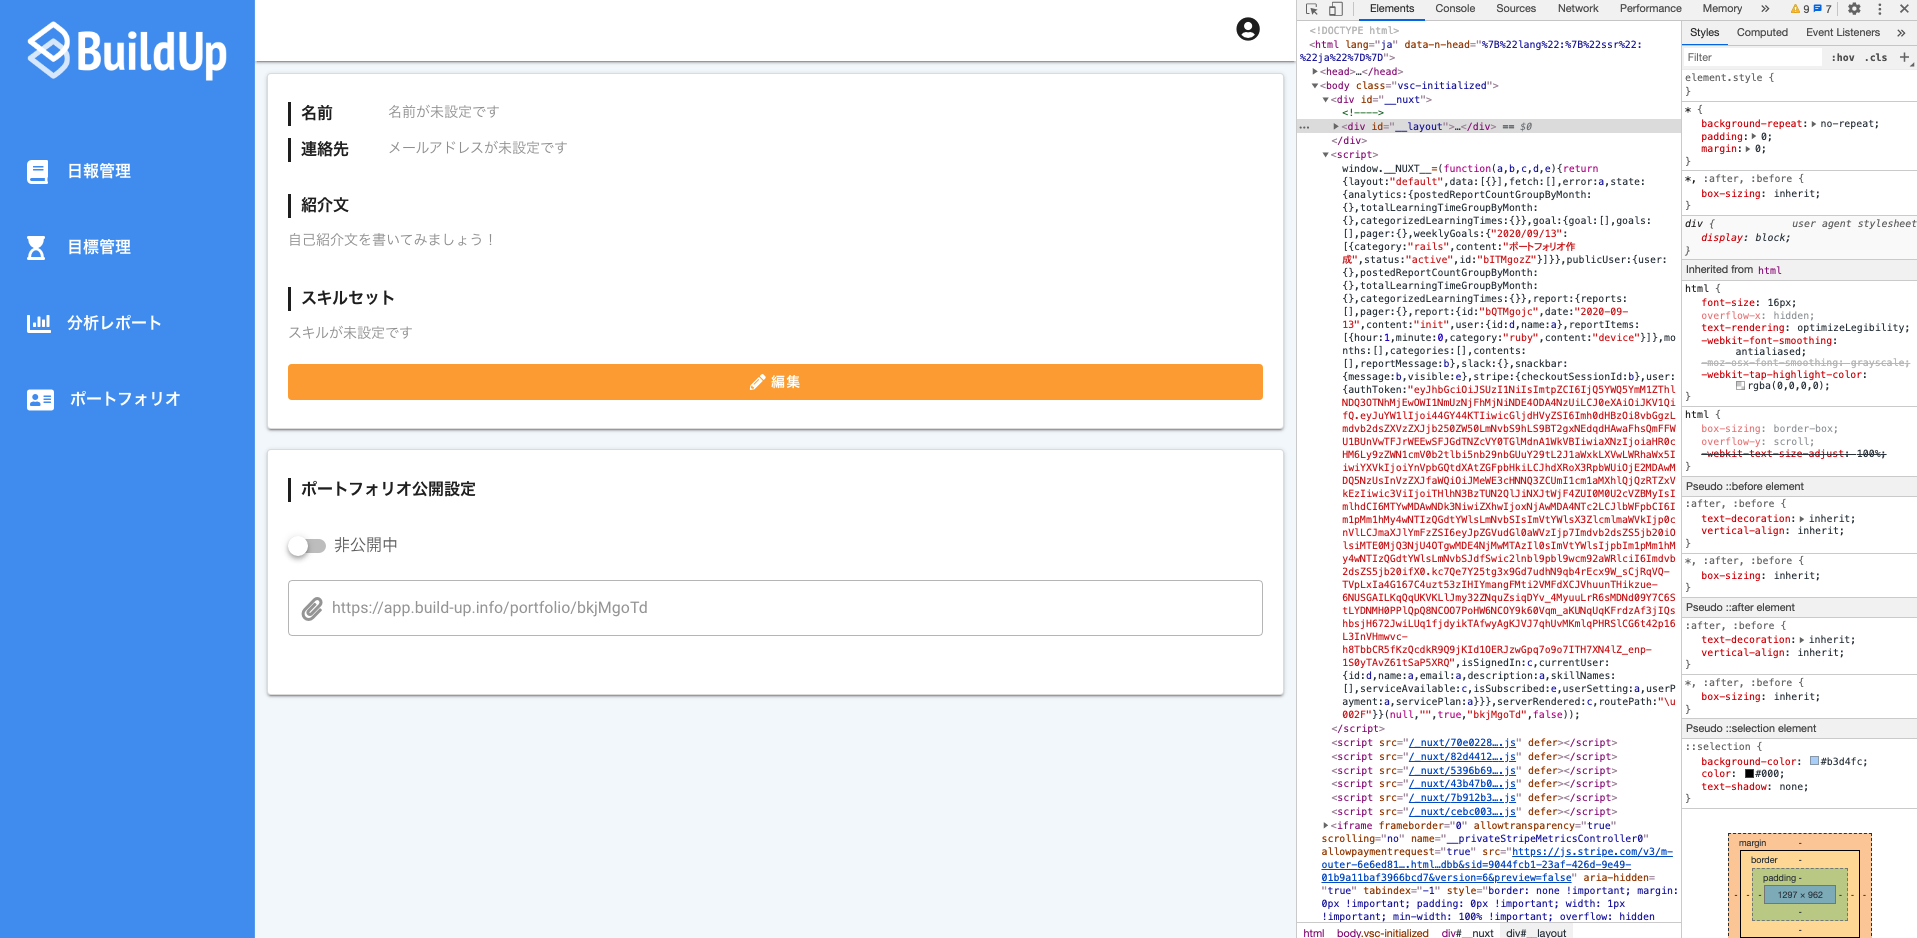 BuildUp
日報管理
目標管理
分析レポート
ポートフォリオ
名前 名前が未設定です
連絡先 メールアドレスが未設定です
紹介文
自己紹介文を書いてみましょう！
スキルセット
スキルが未設定です
編集
ポートフォリオ公開設定
非公開中
https://app.build-up.info/portfolio/bkjMgoTd
Elements Console Sources Network Performance Memory » 9 7
<!DOCTYPE html>
<html lang="ja" data-n-head="%7B%22lang%22:%7B%22ssr%22:
%22ja%22%7D%7D">
<head>…</head>
<body class="vsc-initialized">
<div id="__nuxt">
<!---->
<div id="__layout">…</div> == $0
</div>
<script>
window.__NUXT__=(function(a,b,c,d,e){return
{layout:"default",data:[{}],fetch:[],error:a,state:
{analytics:{postedReportCountGroupByMonth:
{},totalLearningTimeGroupByMonth:
{},categorizedLearningTimes:{}},goal:{goal:[],goals:
[],pager:{},weeklyGoals:{"2020/09/13":
[{category:"rails",content:"ポートフォリオ作
成",status:"active",id:"bITMgozZ"}]}},publicUser:{user:
{},postedReportCountGroupByMonth:
{},totalLearningTimeGroupByMonth:
{},categorizedLearningTimes:{}},report:{reports:
[],pager:{},report:{id:"bQTMgojc",date:"2020-09-
13",content:"init",user:{id:d,name:a},reportItems:
[{hour:1,minute:0,category:"ruby",content:"device"}]},mo
nths:[],categories:[],contents:
[],reportMessage:b},slack:{},snackbar:
{message:b,visible:e},stripe:{checkoutSessionId:b},user:
{authToken:
",isSignedIn:c,currentUser:
{id:d,name:a,email:a,description:a,skillNames:
[],serviceAvailable:c,isSubscribed:e,userSetting:a,userP
ayment:a,servicePlan:a}}},serverRendered:c,routePath:"\u
002F"}}(null,"",true,"bkjMgoTd",false));
</script>
<script src="/_nuxt/70e0228….js" defer></script>
<script src="/_nuxt/82d4412….js" defer></script>
<script src="/_nuxt/5396b69….js" defer></script>
<script src="/_nuxt/43b47b0….js" defer></script>
<script src="/_nuxt/7b912b3….js" defer></script>
<script src="/_nuxt/cebc003….js" defer></script>
<iframe frameborder="0" allowtransparency="true"
scrolling="no" name="__privateStripeMetricsController0"
allowpaymentrequest="true" src="https://js.stripe.com/v3/m-
outer-6e6ed81….html…dbb&sid=9044fcb1-23af-426d-9e49-
01b9a11baf3966bcd7&version=6&preview=false" aria-hidden=
"true" tabindex="-1" style="border: none !important; margin:
0px !important; padding: 0px !important; width: 1px
!important; min-width: 100% !important; overflow: hidden
html body.vsc-initialized div#__nuxt div#__layout
Styles Computed Event Listeners »
Filter :hov .cls +
element.style {
}
* {
background-repeat: no-repeat;
padding: 0;
margin: 0;
}
*, :after, :before {
box-sizing: inherit;
}
div { user agent stylesheet
display: block;
}
Inherited from html
html {
font-size: 16px;
overflow-x: hidden;
text-rendering: optimizeLegibility;
-webkit-font-smoothing:
antialiased;
-moz-osx-font-smoothing: grayscale;
-webkit-tap-highlight-color:
rgba(0,0,0,0);
}
html {
box-sizing: border-box;
overflow-y: scroll;
-webkit-text-size-adjust: 100%;
}
Pseudo ::before element
:after, :before {
text-decoration: inherit;
vertical-align: inherit;
}
*, :after, :before {
box-sizing: inherit;
}
Pseudo ::after element
:after, :before {
text-decoration: inherit;
vertical-align: inherit;
}
*, :after, :before {
box-sizing: inherit;
}
Pseudo ::selection element
::selection {
background-color: #b3d4fc;
color: #000;
text-shadow: none;
}
margin -
border -
padding -
- - - 1297 × 962 - - -
-
-